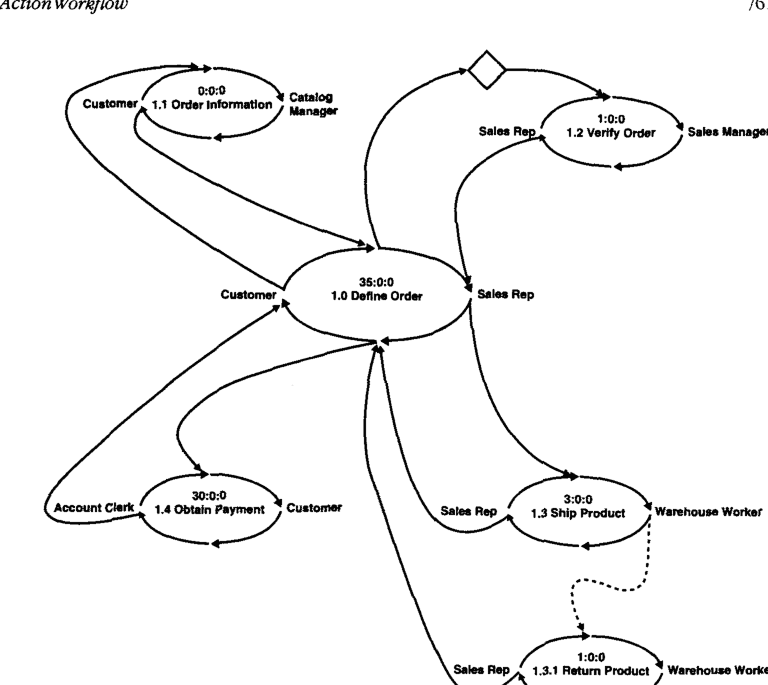 Action Workflow
0:0:0
Customer
1.1 Order Information
Catalog
Manager
1:0:0
Sales Rep
1.2 Verify Order
Sales Manager
35:0:0
Customer
1.0 Define Order
Sales Rep
30:0:0
Account Clerk
1.4 Obtain Payment
Customer
3:0:0
Sales Rep
1.3 Ship Product
Warehouse Worker
1:0:0
Sales Rep
1.3.1 Return Product
Warehouse Worke